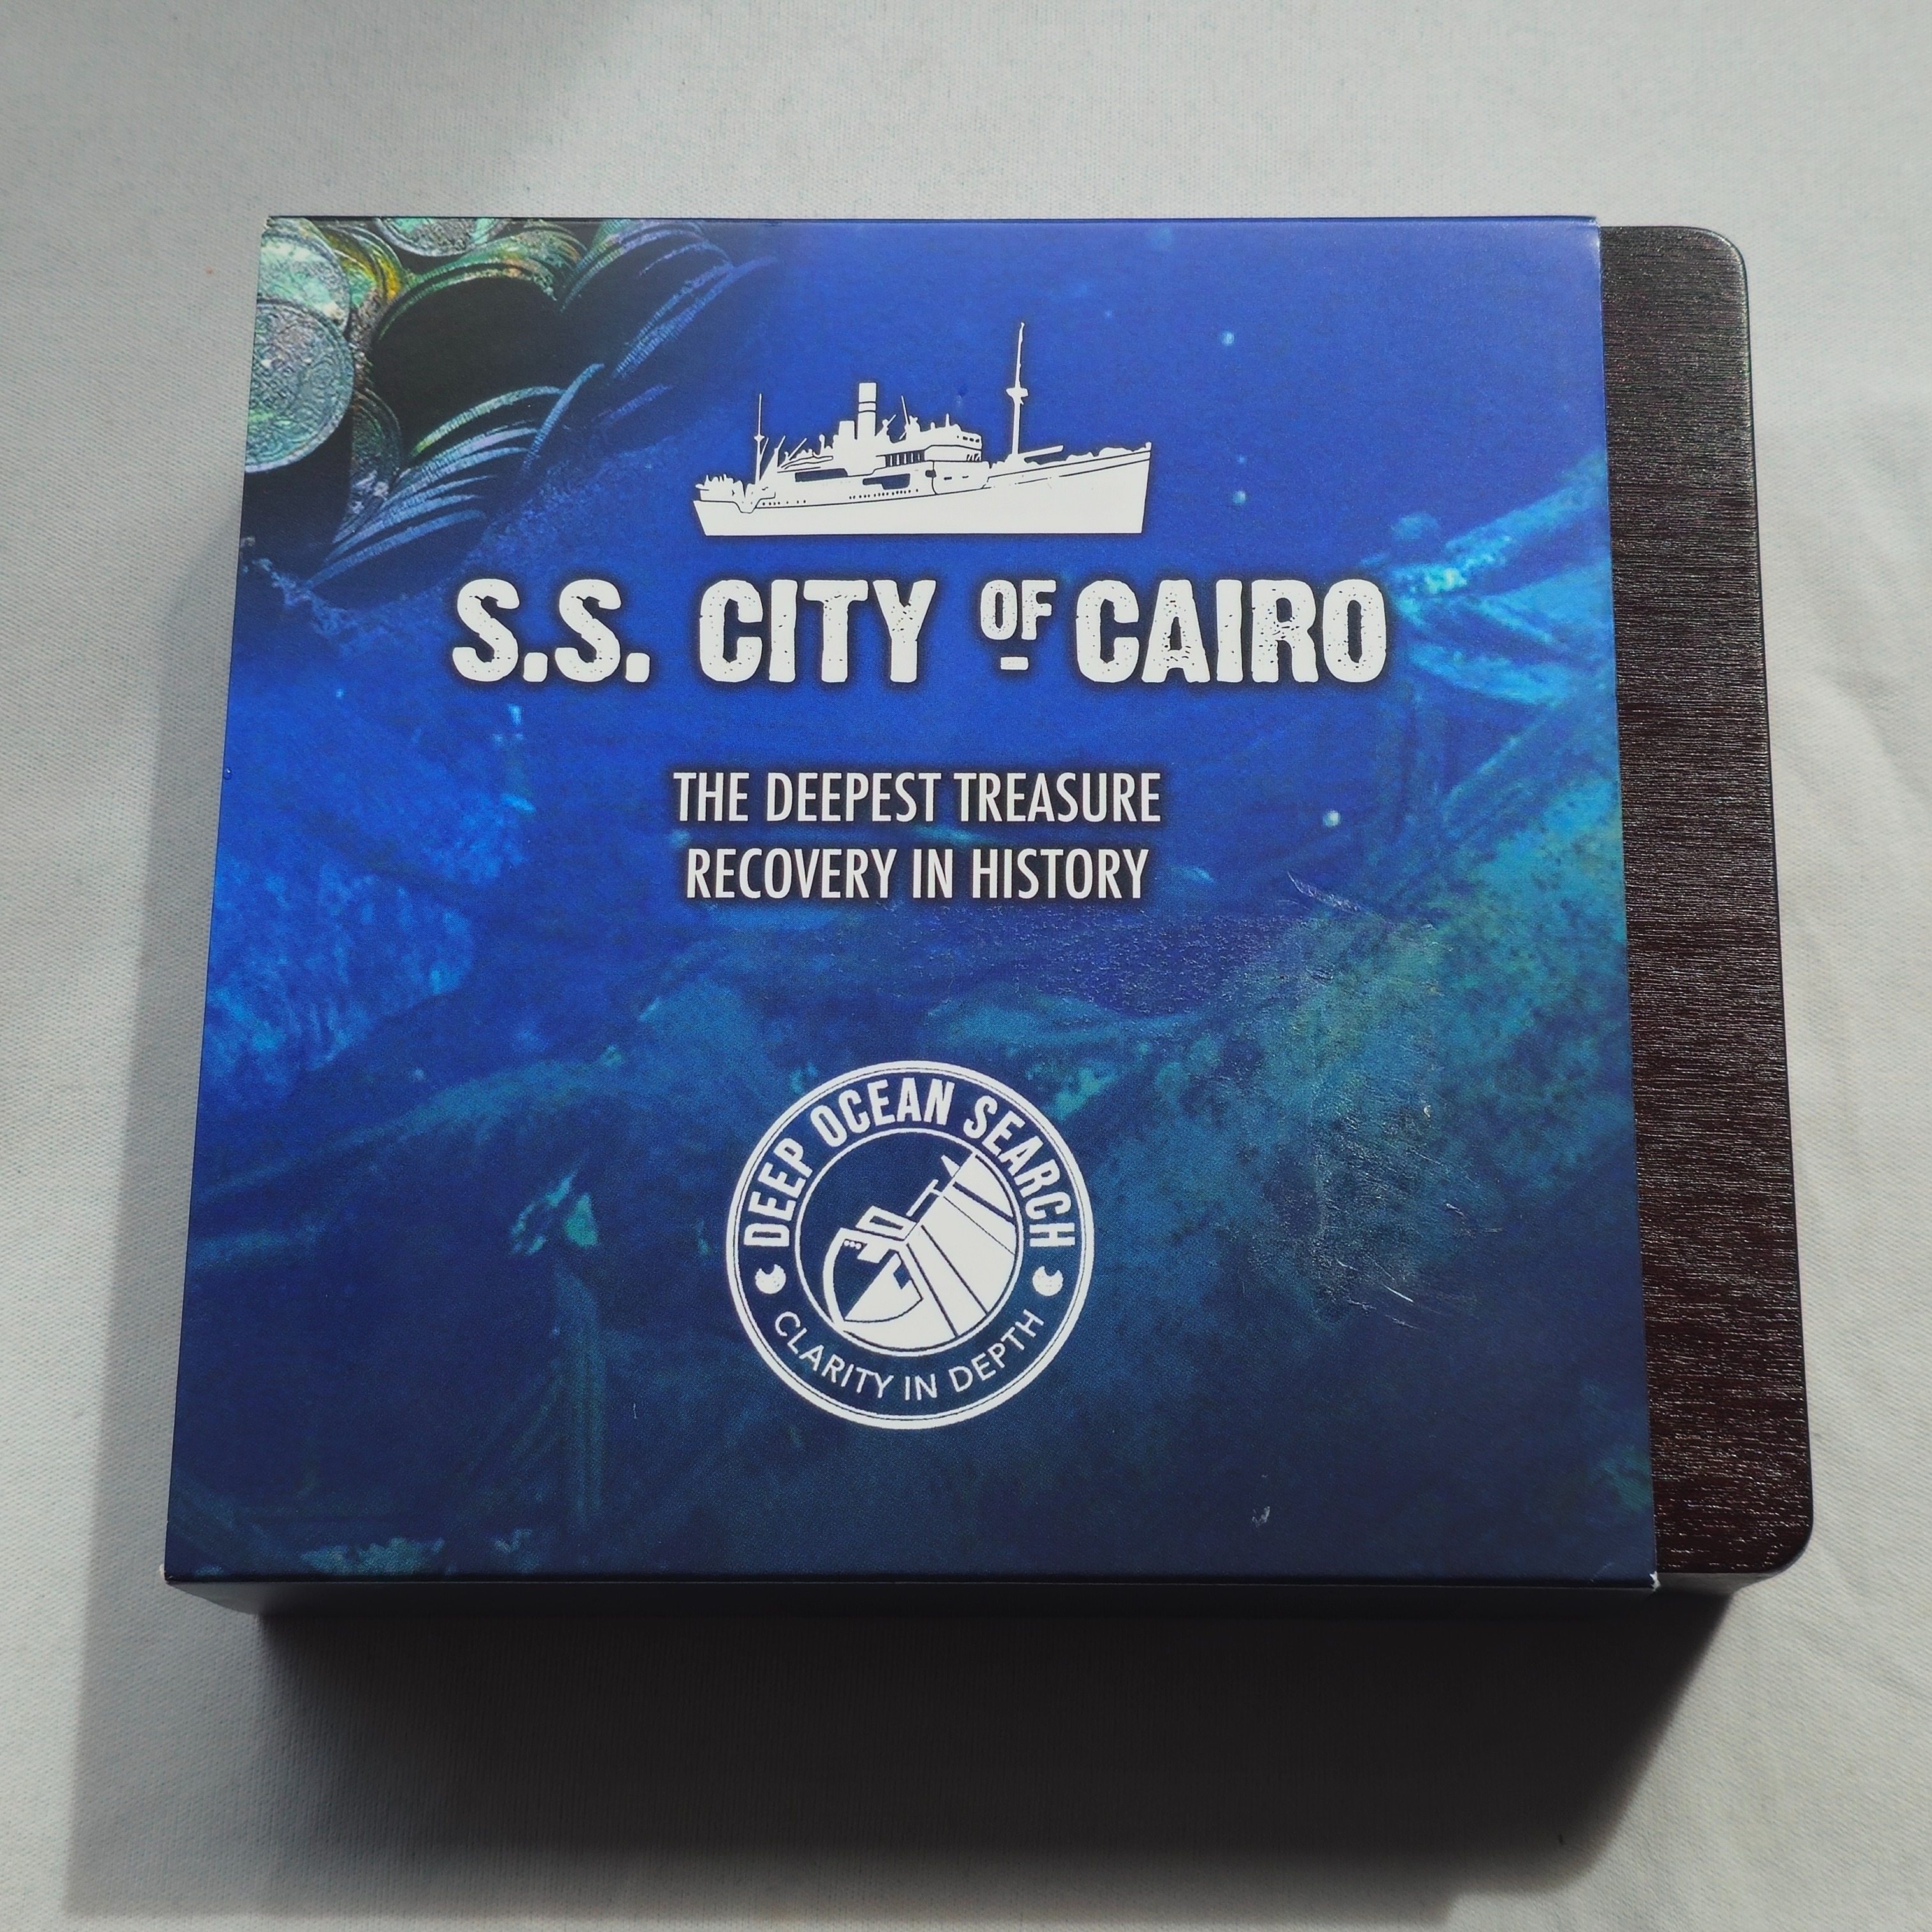 S.S. CITY OF CAIRO
THE DEEPEST TREASURE
RECOVERY IN HISTORY
DEEP OCEAN SEARCH
CLARITY IN DEPTH